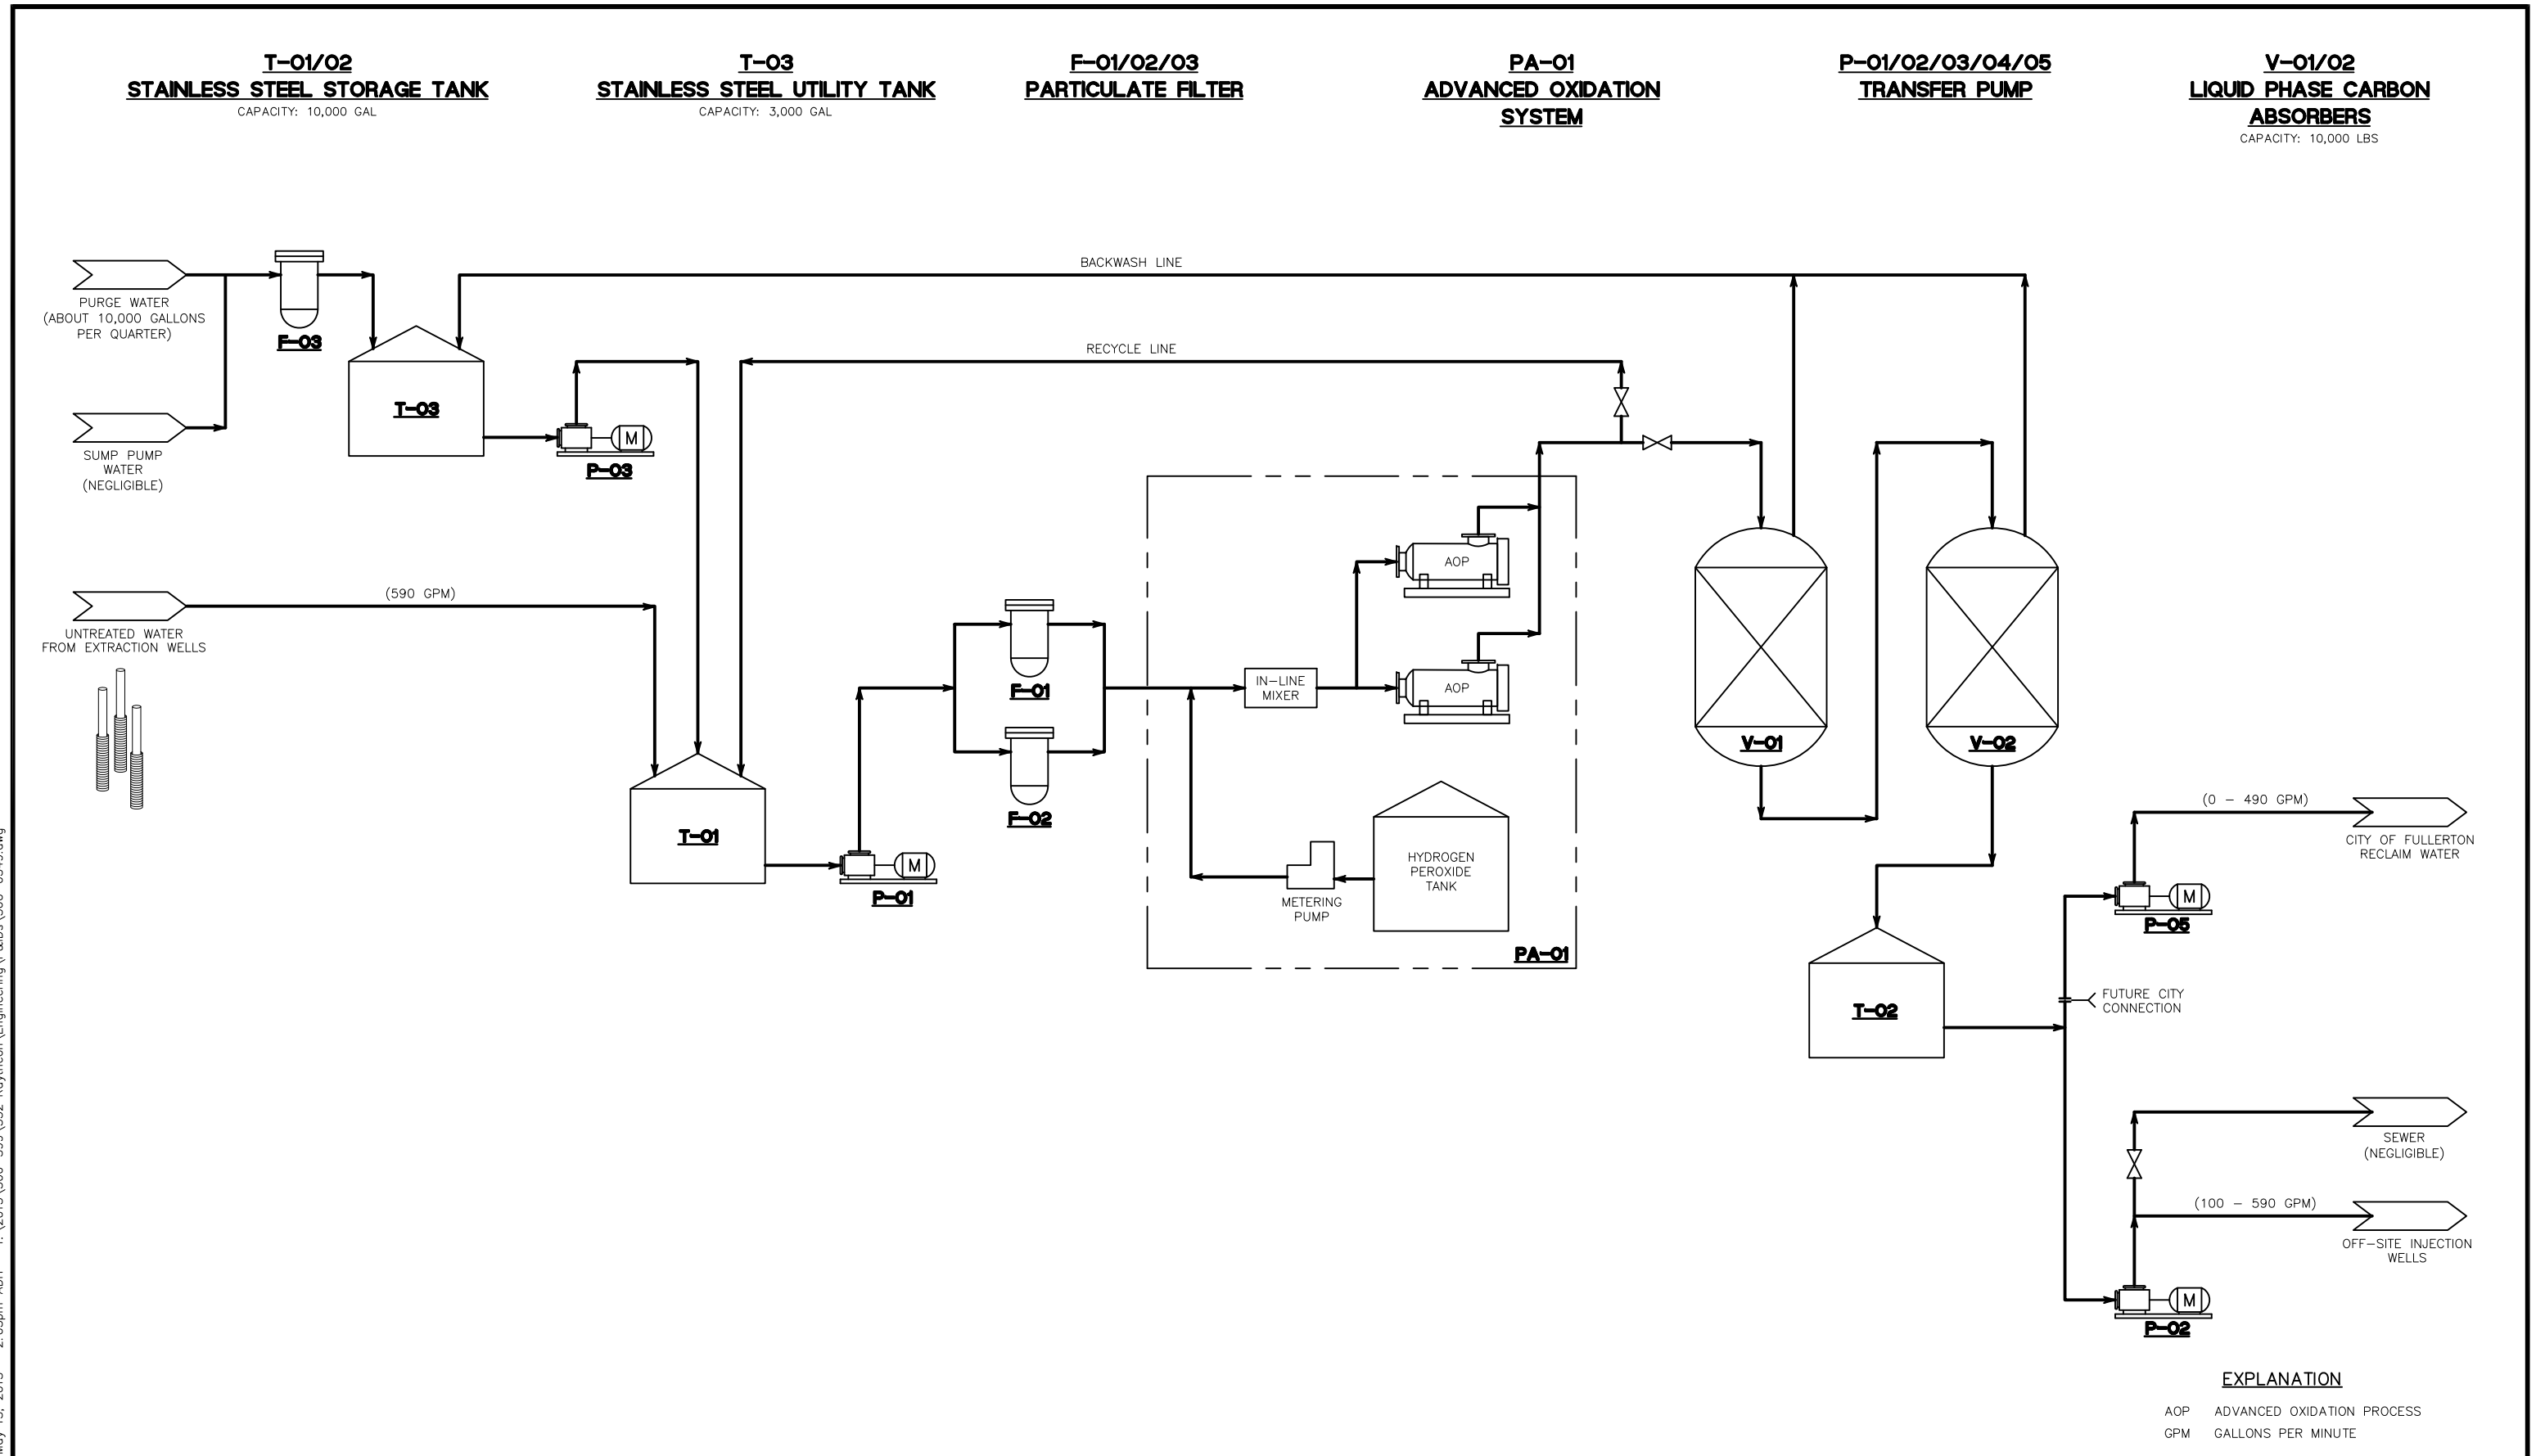 T-01/02
STAINLESS STEEL STORAGE TANK
CAPACITY: 10,000 GAL
T-03
STAINLESS STEEL UTILITY TANK
CAPACITY: 3,000 GAL
F-01/02/03
PARTICULATE FILTER
PA-01
ADVANCED OXIDATION
SYSTEM
P-01/02/03/04/05
TRANSFER PUMP
V-01/02
LIQUID PHASE CARBON
ABSORBERS
CAPACITY: 10,000 LBS
BACKWASH LINE
PURGE WATER
(ABOUT 10,000 GALLONS
PER QUARTER)
F-03
RECYCLE LINE
T-03
M
P-03
SUMP PUMP
WATER
(NEGLIGIBLE)
(590 GPM)
UNTREATED WATER
FROM EXTRACTION WELLS
AOP
F-01
IN-LINE
MIXER
AOP
V-01
V-02
F-02
T-01
M
P-01
HYDROGEN
PEROXIDE
TANK
METERING
PUMP
PA-01
(0 - 490 GPM)
CITY OF FULLERTON
RECLAIM WATER
M
P-05
FUTURE CITY
CONNECTION
T-02
SEWER
(NEGLIGIBLE)
(100 - 590 GPM)
OFF-SITE INJECTION
WELLS
M
P-02
EXPLANATION
AOP ADVANCED OXIDATION PROCESS
GPM GALLONS PER MINUTE